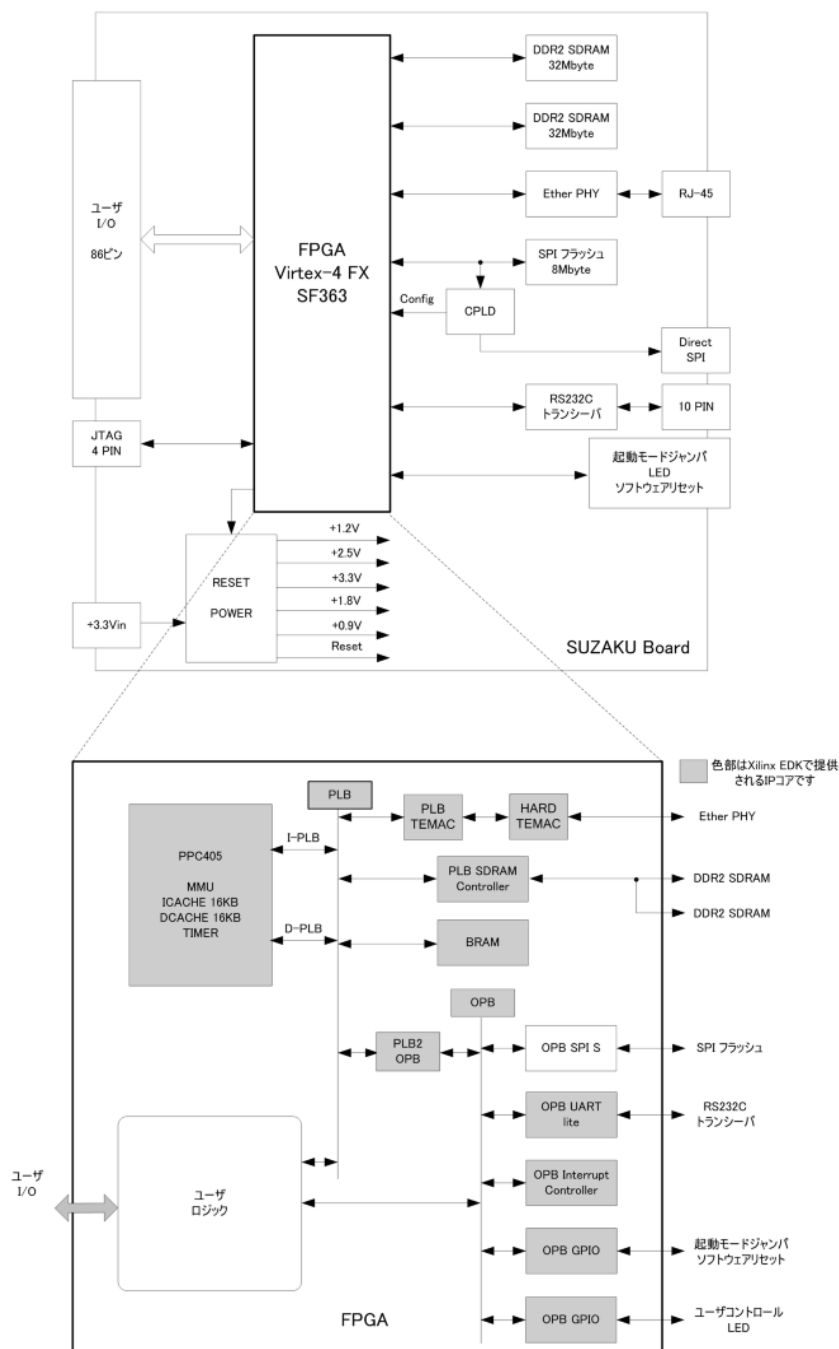 DDR2 SDRAM
32Mbyte
DDR2 SDRAM
32Mbyte
Ether PHY
RJ-45
ユーザ
I/O
86ピン
FPGA
Virtex-4 FX
SF363
SPI フラッシュ
8Mbyte
Config
CPLD
Direct
SPI
RS232C
トランシーバ
10 PIN
JTAG
4 PIN
起動モードジャンパ
LED
ソフトウェアリセット
RESET
POWER
+1.2V
+2.5V
+3.3V
+1.8V
+0.9V
Reset
+3.3Vin
SUZAKU Board
色部はXilinx EDKで提供
されるIPコアです
PLB
PLB
TEMAC
HARD
TEMAC
Ether PHY
PPC405
MMU
ICACHE 16KB
DCACHE 16KB
TIMER
I-PLB
D-PLB
PLB SDRAM
Controller
DDR2 SDRAM
DDR2 SDRAM
BRAM
OPB
PLB2
OPB
OPB SPI S
SPI フラッシュ
OPB UART
lite
RS232C
トランシーバ
ユーザ
I/O
ユーザ
ロジック
OPB Interrupt
Controller
OPB GPIO
起動モードジャンパ
ソフトウェアリセット
OPB GPIO
ユーザコントロール
LED
FPGA